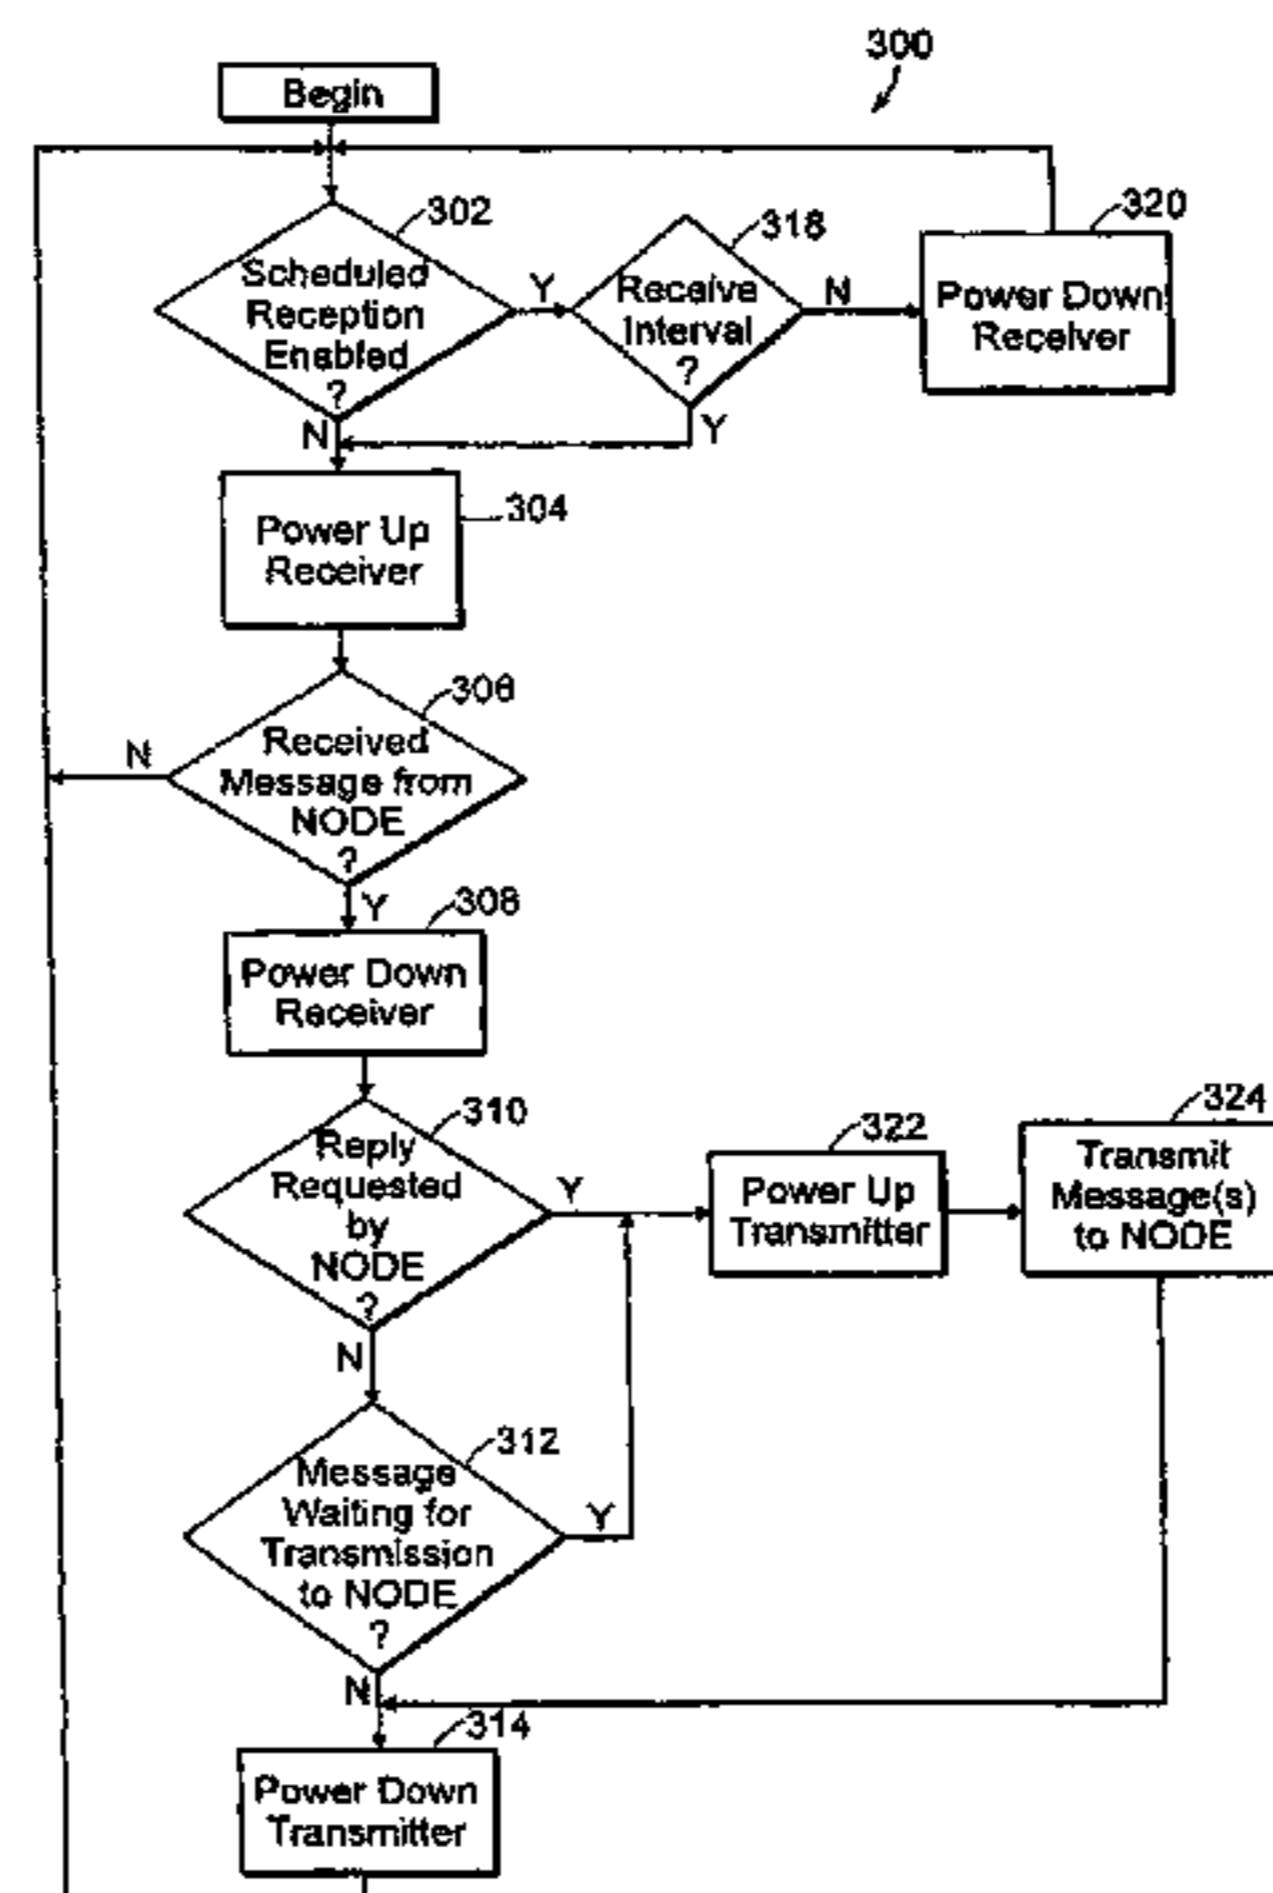 300
Begin
302
Scheduled
Reception
Enabled
?
Y
N
318
Receive
Interval
?
N
Y
320
Power Down
Receiver
304
Power Up
Receiver
306
Received
Message from
NODE
?
N
Y
308
Power Down
Receiver
310
Reply
Requested
by
NODE
?
Y
N
322
Power Up
Transmitter
324
Transmit
Message(s)
to NODE
312
Message
Waiting for
Transmission
to NODE
?
Y
N
314
Power Down
Transmitter